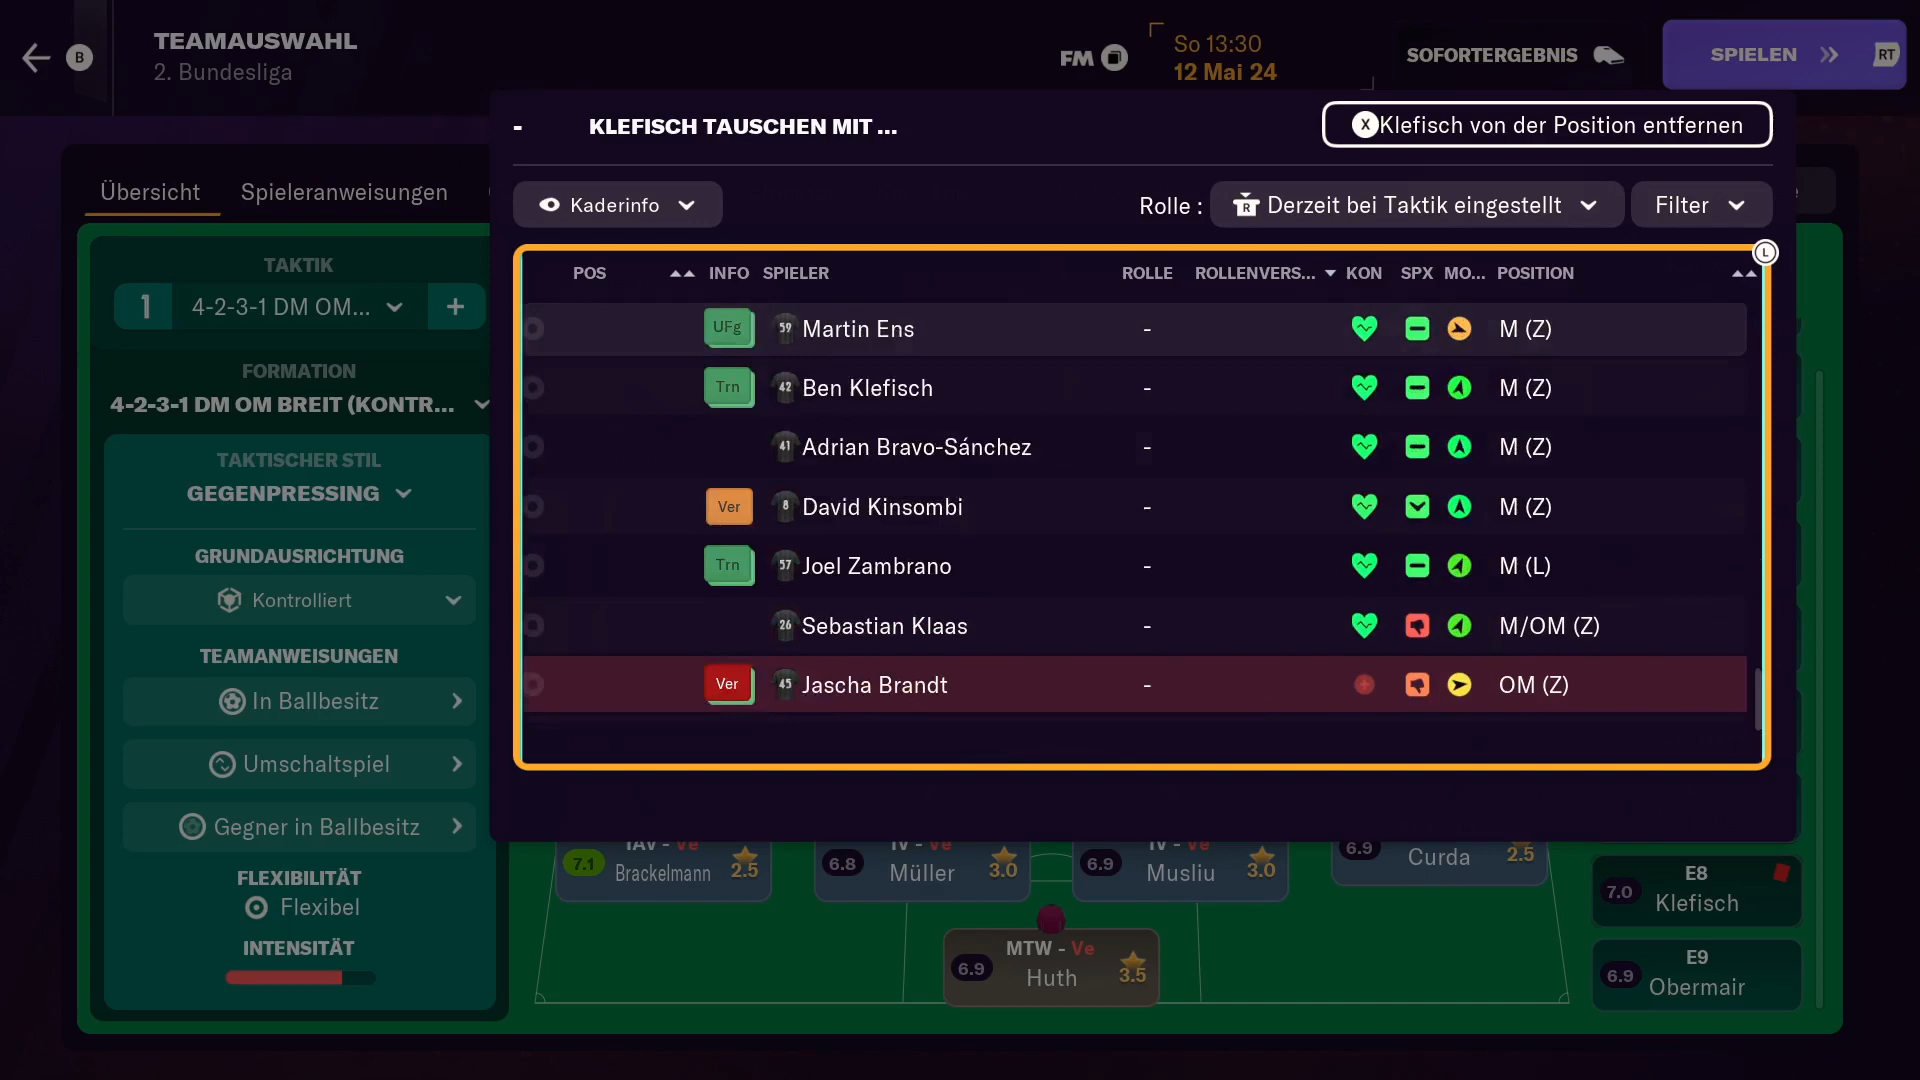 B
TEAMAUSWAHL
2. Bundesliga
FM
So 13:30
12 Mai 24
SOFORTERGEBNIS
SPIELEN
RT
-
KLEFISCH TAUSCHEN MIT ...
X Klefisch von der Position entfernen
Übersicht
Spieleranweisungen
Kaderinfo
Rolle :
R Derzeit bei Taktik eingestellt
Filter
L
POS INFO SPIELER ROLLE ROLLENVERS... KON SPX MO... POSITION
UFg 59 Martin Ens - M (Z)
Trn 42 Ben Klefisch - M (Z)
41 Adrian Bravo-Sánchez - M (Z)
Ver 8 David Kinsombi - M (Z)
Trn 57 Joel Zambrano - M (L)
26 Sebastian Klaas - M/OM (Z)
Ver 45 Jascha Brandt - OM (Z)
TAKTIK
1 4-2-3-1 DM OM... +
FORMATION
4-2-3-1 DM OM BREIT (KONTR...
TAKTISCHER STIL
GEGENPRESSING
GRUNDAUSRICHTUNG
Kontrolliert
TEAMANWEISUNGEN
In Ballbesitz
Umschaltspiel
Gegner in Ballbesitz
FLEXIBILITÄT
Flexibel
INTENSITÄT
IAV - Ve
7.1 Brackelmann 2.5
IV - Ve
6.8 Müller 3.0
IV - Ve
6.9 Musliu 3.0
6.9 Curda 2.5
MTW - Ve
6.9 Huth 3.5
E8
7.0 Klefisch
E9
6.9 Obermair